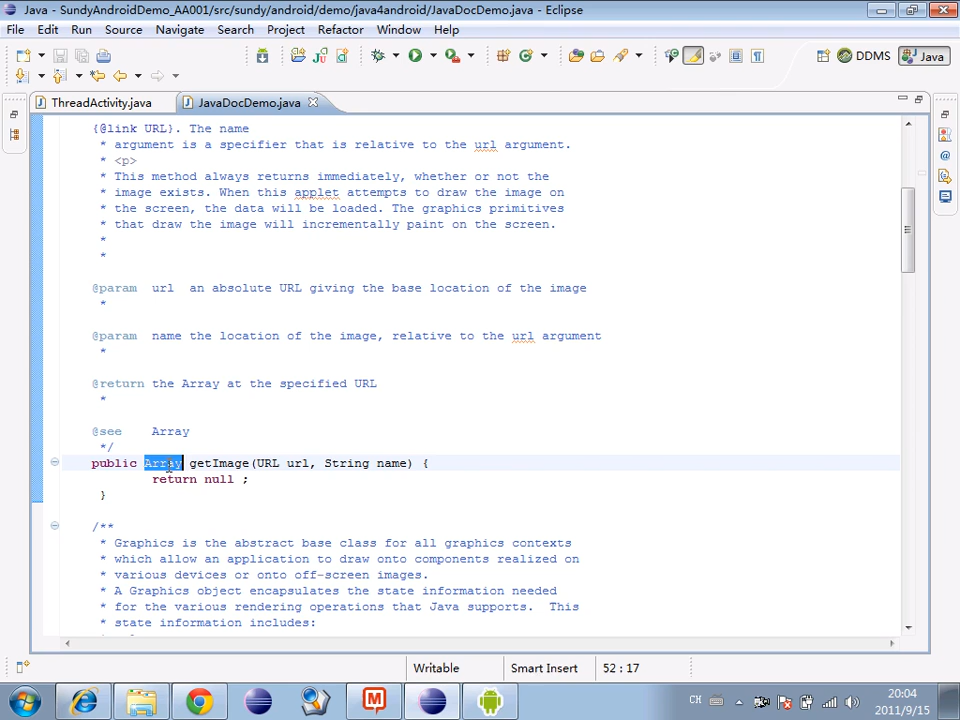 Java - SundyAndroidDemo_AA001/src/sundy/android/demo/java4android/JavaDocDemo.java - Eclipse
File Edit Run Source Navigate Search Project Refactor Window Help
DDMS Java
ThreadActivity.java JavaDocDemo.java
{@link URL}. The name
* argument is a specifier that is relative to the url argument.
* <p>
* This method always returns immediately, whether or not the
* image exists. When this applet attempts to draw the image on
* the screen, the data will be loaded. The graphics primitives
* that draw the image will incrementally paint on the screen.
*
*
@param url an absolute URL giving the base location of the image
*
@param name the location of the image, relative to the url argument
*
@return the Array at the specified URL
*
@see Array
*/
public Array getImage(URL url, String name) {
return null ;
}
/**
* Graphics is the abstract base class for all graphics contexts
* which allow an application to draw onto components realized on
* various devices or onto off-screen images.
* A Graphics object encapsulates the state information needed
* for the various rendering operations that Java supports. This
* state information includes:
Writable Smart Insert 52 : 17
CH 20:04
2011/9/15